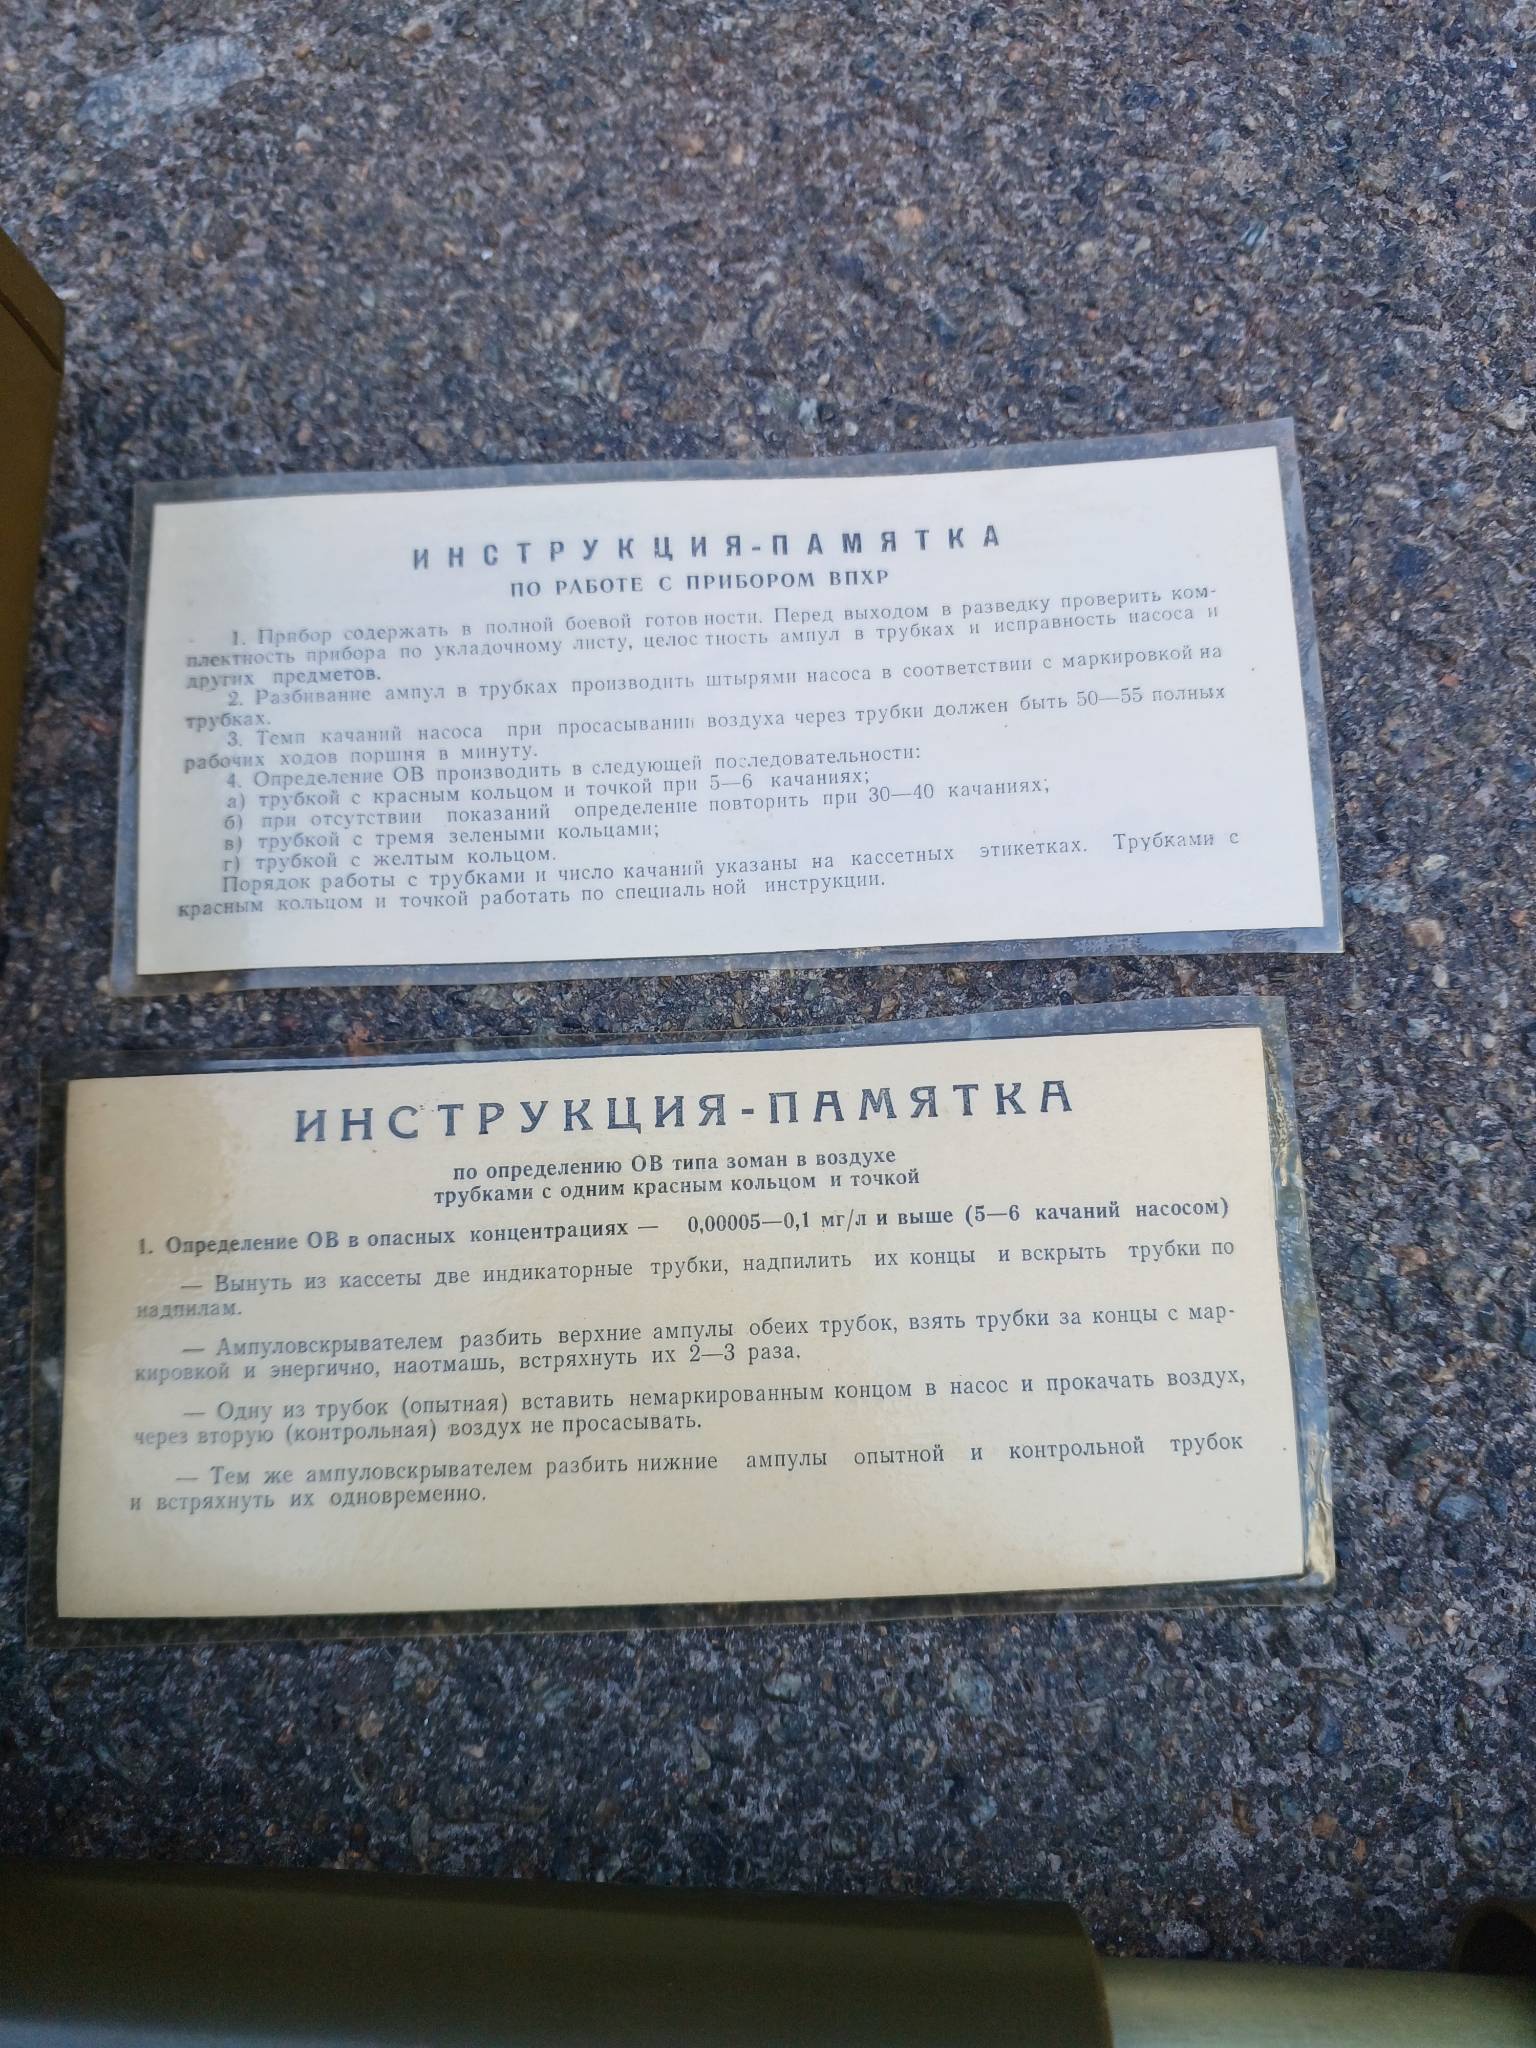 ИНСТРУКЦИЯ-ПАМЯТКА
ПО РАБОТЕ С ПРИБОРОМ ВПХР
1. Прибор содержать в полной боевой готовности. Перед выходом в разведку проверить ком-
плектность прибора по укладочному листу, целостность ампул в трубках и исправность насоса и
других предметов.
2. Разбивание ампул в трубках производить штырями насоса в соответствии с маркировкой на
трубках.
3. Темп качаний насоса при просасывании воздуха через трубки должен быть 50—55 полных
рабочих ходов поршня в минуту.
4. Определение ОВ производить в следующей последовательности:
а) трубкой с красным кольцом и точкой при 5—6 качаниях;
б) при отсутствии показаний определение повторить при 30—40 качаниях;
в) трубкой с тремя зелеными кольцами;
г) трубкой с желтым кольцом.
Порядок работы с трубками и число качаний указаны на кассетных этикетках. Трубками с
красным кольцом и точкой работать по специальной инструкции.
ИНСТРУКЦИЯ-ПАМЯТКА
по определению ОВ типа зоман в воздухе
трубками с одним красным кольцом и точкой
1. Определение ОВ в опасных концентрациях — 0,00005—0,1 мг/л и выше (5—6 качаний насосом)
— Вынуть из кассеты две индикаторные трубки, надпилить их концы и вскрыть трубки по
надпилам.
— Ампуловскрывателем разбить верхние ампулы обеих трубок, взять трубки за концы с мар-
кировкой и энергично, наотмашь, встряхнуть их 2—3 раза.
— Одну из трубок (опытная) вставить немаркированным концом в насос и прокачать воздух,
через вторую (контрольная) воздух не просасывать.
— Тем же ампуловскрывателем разбить нижние ампулы опытной и контрольной трубок
и встряхнуть их одновременно.